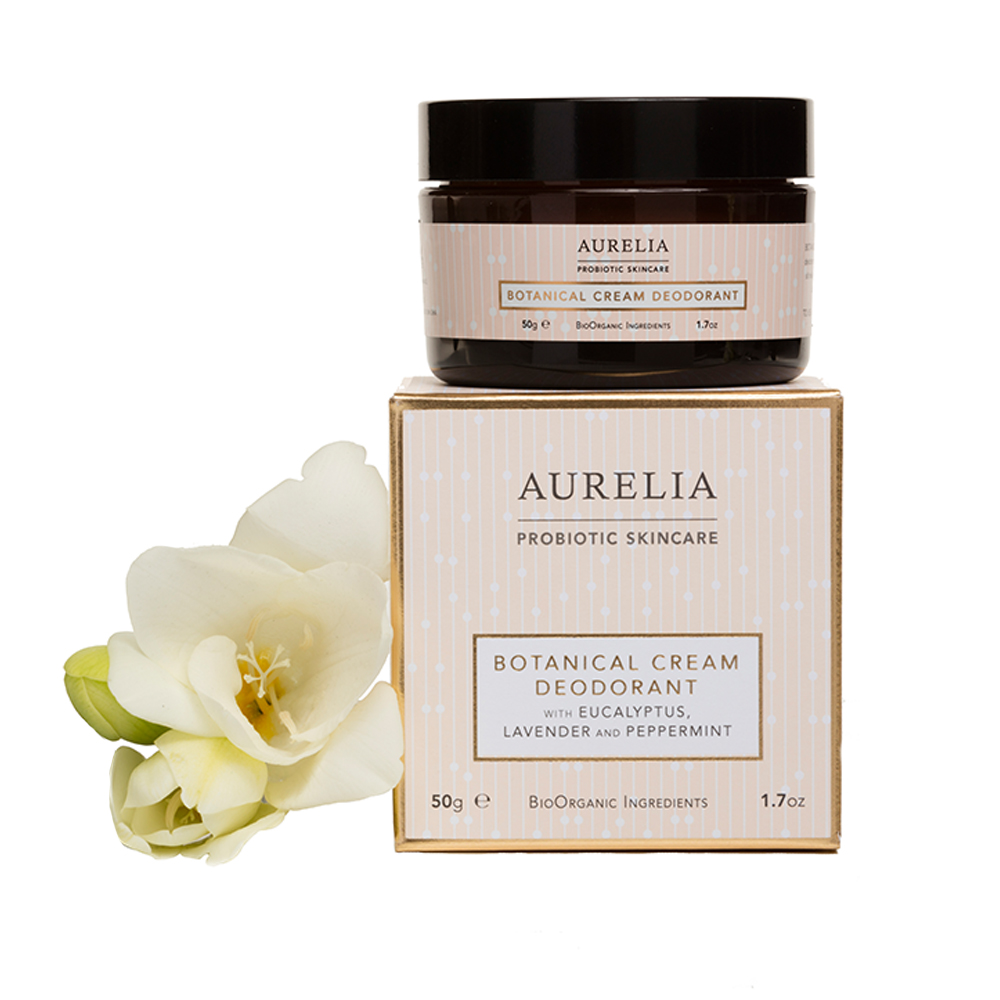 AURELIA
PROBIOTIC SKINCARE
BOTANICAL CREAM DEODORANT
50g ℮ BIOORGANIC INGREDIENTS 1.7oz
AURELIA
PROBIOTIC SKINCARE
BOTANICAL CREAM
DEODORANT
WITH EUCALYPTUS,
LAVENDER AND PEPPERMINT
50g ℮ BIOORGANIC INGREDIENTS 1.7oz